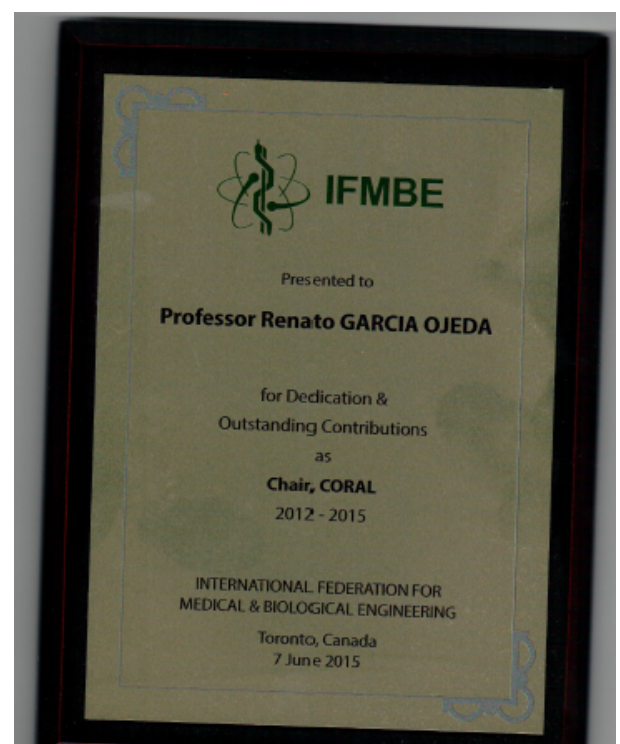 IFMBE
Presented to
Professor Renato GARCIA OJEDA
for Dedication &
Outstanding Contributions
as
Chair, CORAL
2012 - 2015
INTERNATIONAL FEDERATION FOR
MEDICAL & BIOLOGICAL ENGINEERING
Toronto, Canada
7 June 2015